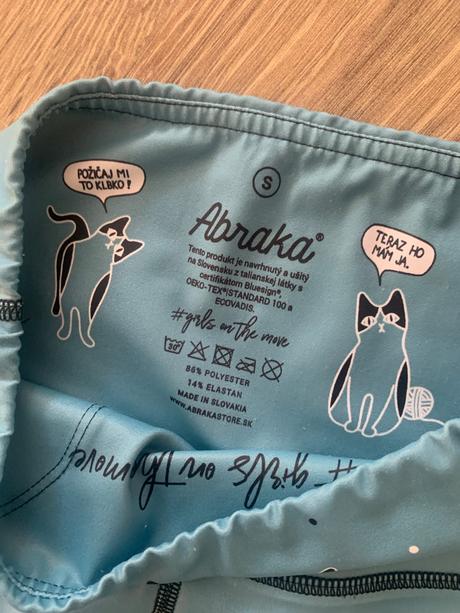 POŽIČAJ MI
TO KLBKO!
S
TERAZ HO
MÁM JA.
Abraka®
Tento produkt je navrhnutý a ušitý
na Slovensku z talianskej látky s
certifikátom Bluesign®
OEKO-TEX®|STANDARD 100 a
ECOVADIS.
#girls on the move
30°
86% POLYESTER
14% ELASTAN
MADE IN SLOVAKIA
WWW.ABRAKASTORE.SK
#girls on the move